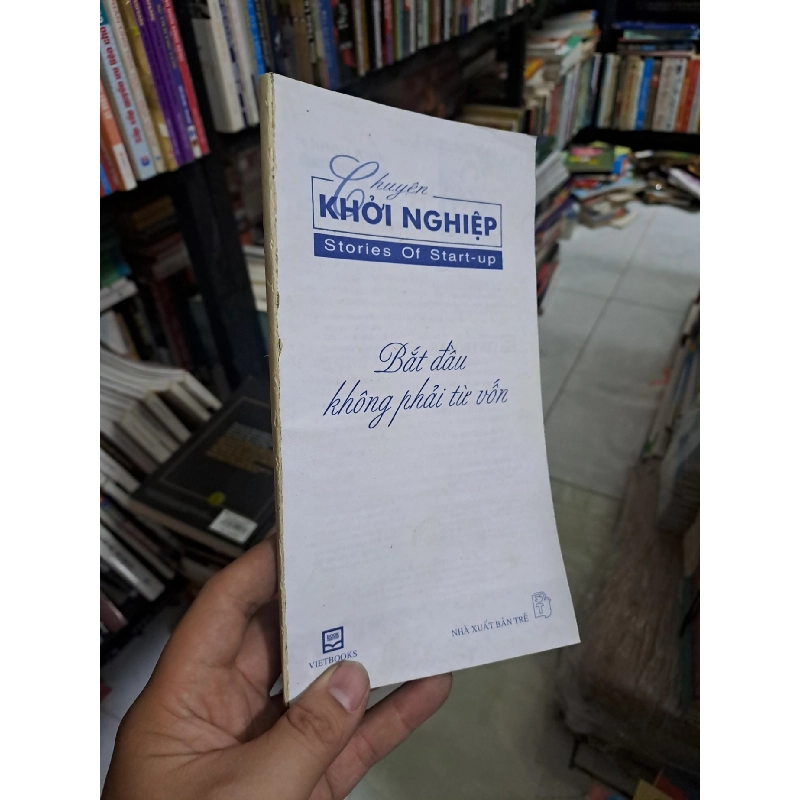 Chuyện
KHỞI NGHIỆP
Stories Of Start-up
Bắt đầu
không phải từ vốn
VIETBOOKS
NHÀ XUẤT BẢN TRẺ